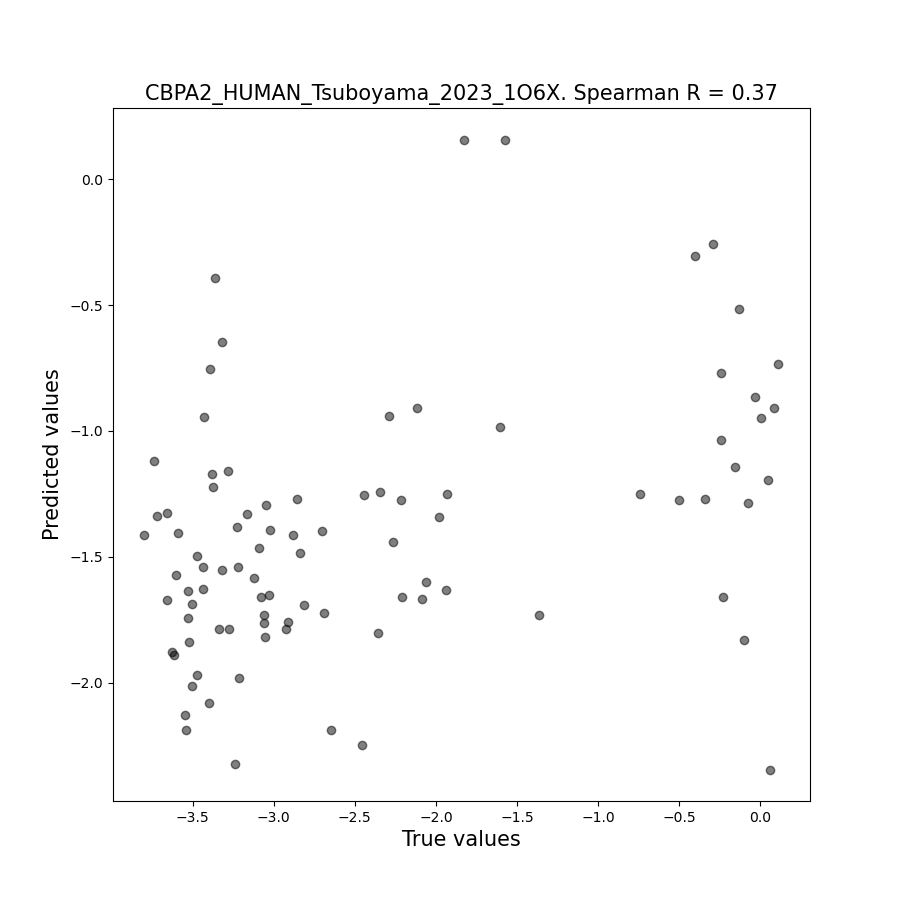 CBPA2_HUMAN_Tsuboyama_2023_1O6X. Spearman R = 0.37
0.0
−0.5
−1.0
−1.5
−2.0
Predicted values
−3.5 −3.0 −2.5 −2.0 −1.5 −1.0 −0.5 0.0
True values